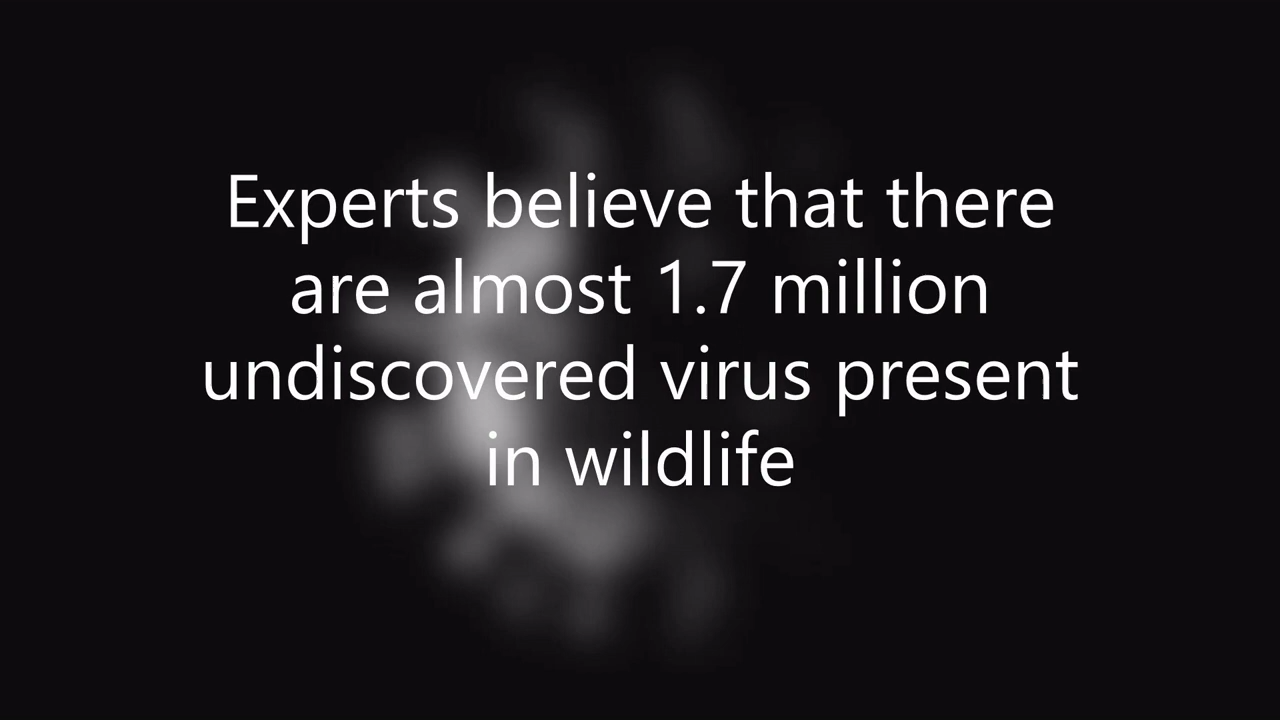 Experts believe that there
are almost 1.7 million
undiscovered virus present
in wildlife